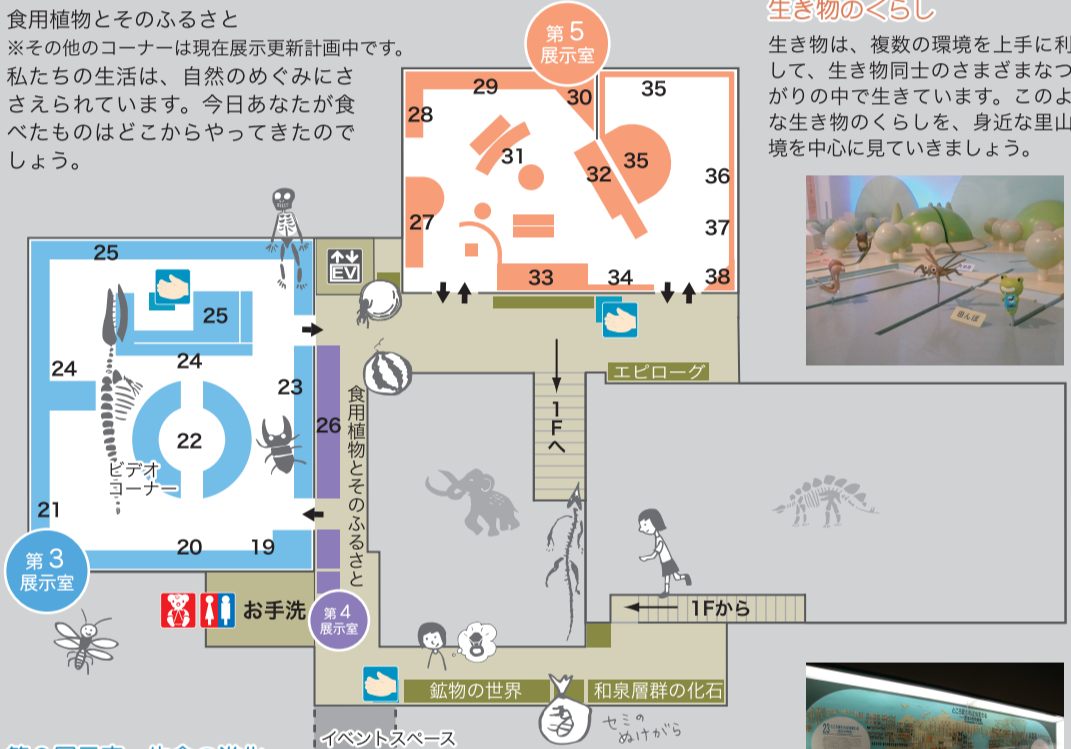 食用植物とそのふるさと
※その他のコーナーは現在展示更新計画中です。
私たちの生活は、自然のめぐみにさ
さえられています。今日あなたが食
べたものはどこからやってきたので
しょう。
第5
展示室
生き物のくらし
生き物は、複数の環境を上手に利
して、生き物同士のさまざまなつ
がりの中で生きています。このよ
な生き物のくらしを、身近な里山
境を中心に見ていきましょう。
29
30
35
28
31
32
35
36
27
37
33
34
38
EV
25
25
24
24
23
22
26
食用植物とそのふるさと
ビデオ
コーナー
21
20
19
第3
展示室
お手洗
第4
展示室
エピローグ
1Fへ
1Fから
田んぼ
鉱物の世界
和泉層群の化石
セミの
ぬけがら
イベントスペース